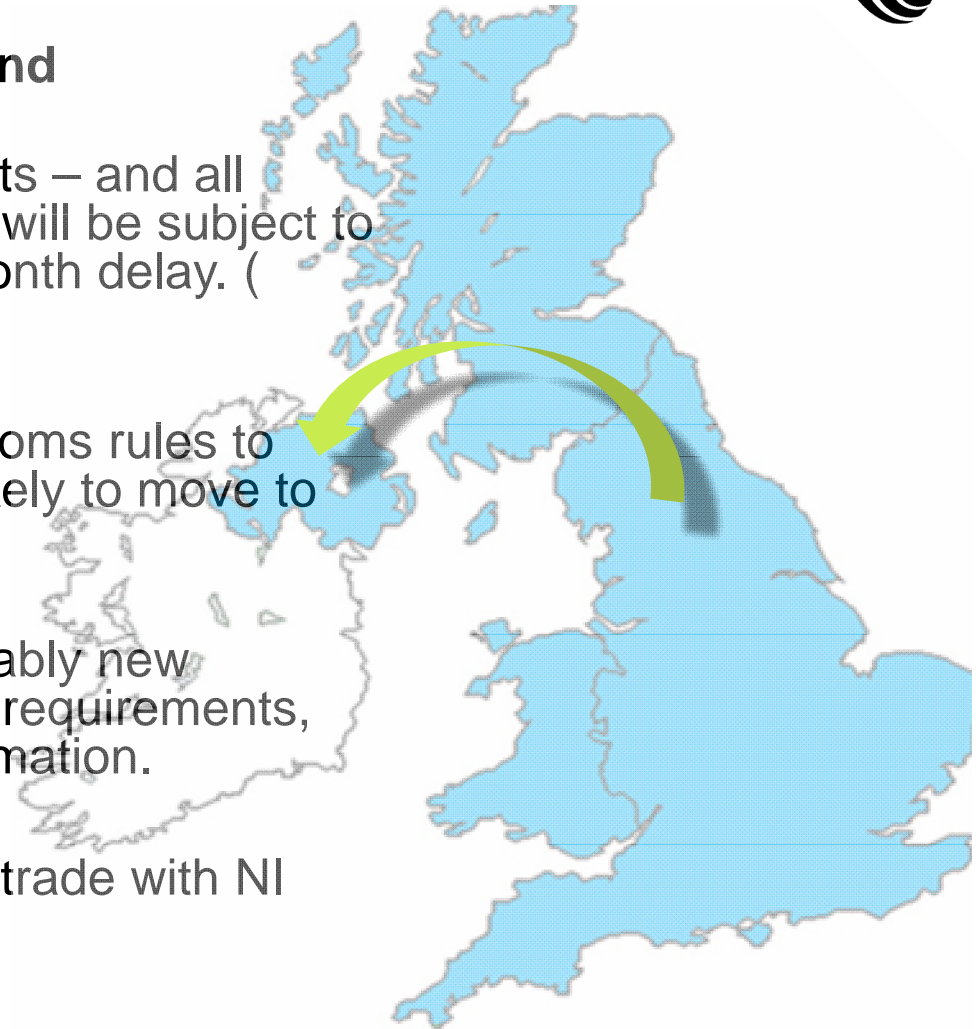 nd
ts – and all
will be subject to
onth delay. (
oms rules to
ely to move to
ably new
requirements,
mation.
trade with NI